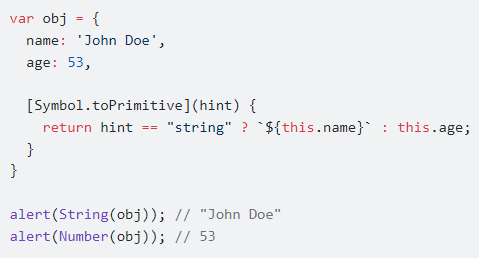 var obj = {
  name: 'John Doe',
  age: 53,

  [Symbol.toPrimitive](hint) {
    return hint == "string" ? `${this.name}` : this.age;
  }
}

alert(String(obj)); // "John Doe"
alert(Number(obj)); // 53